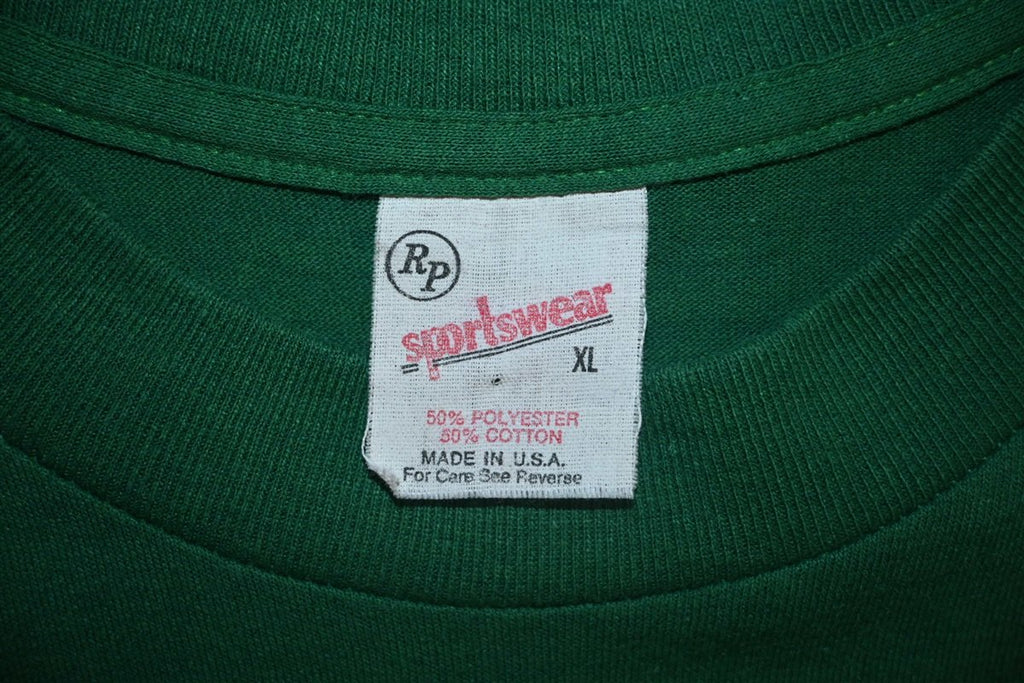 RP
sportswear
XL
50% POLYESTER
50% COTTON
MADE IN U.S.A.
For Care See Reverse